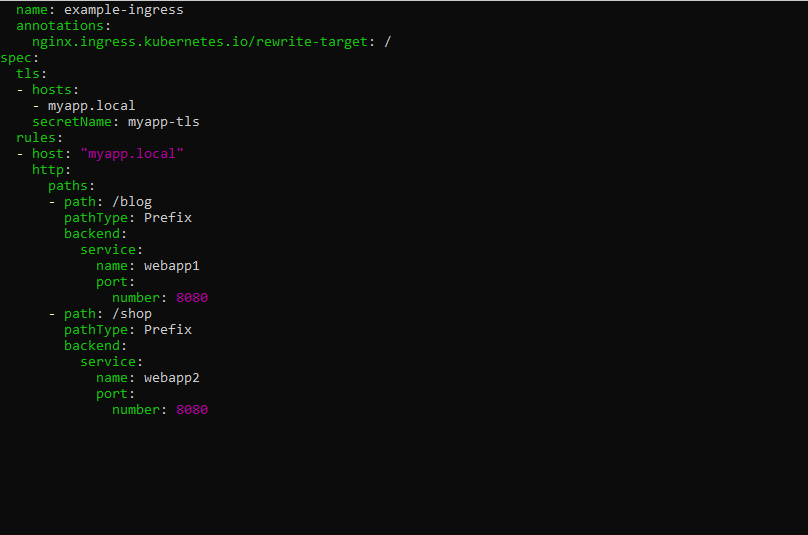 name: example-ingress
  annotations:
    nginx.ingress.kubernetes.io/rewrite-target: /
spec:
  tls:
  - hosts:
    - myapp.local
    secretName: myapp-tls
  rules:
  - host: "myapp.local"
    http:
      paths:
      - path: /blog
        pathType: Prefix
        backend:
          service:
            name: webapp1
            port:
              number: 8080
      - path: /shop
        pathType: Prefix
        backend:
          service:
            name: webapp2
            port:
              number: 8080